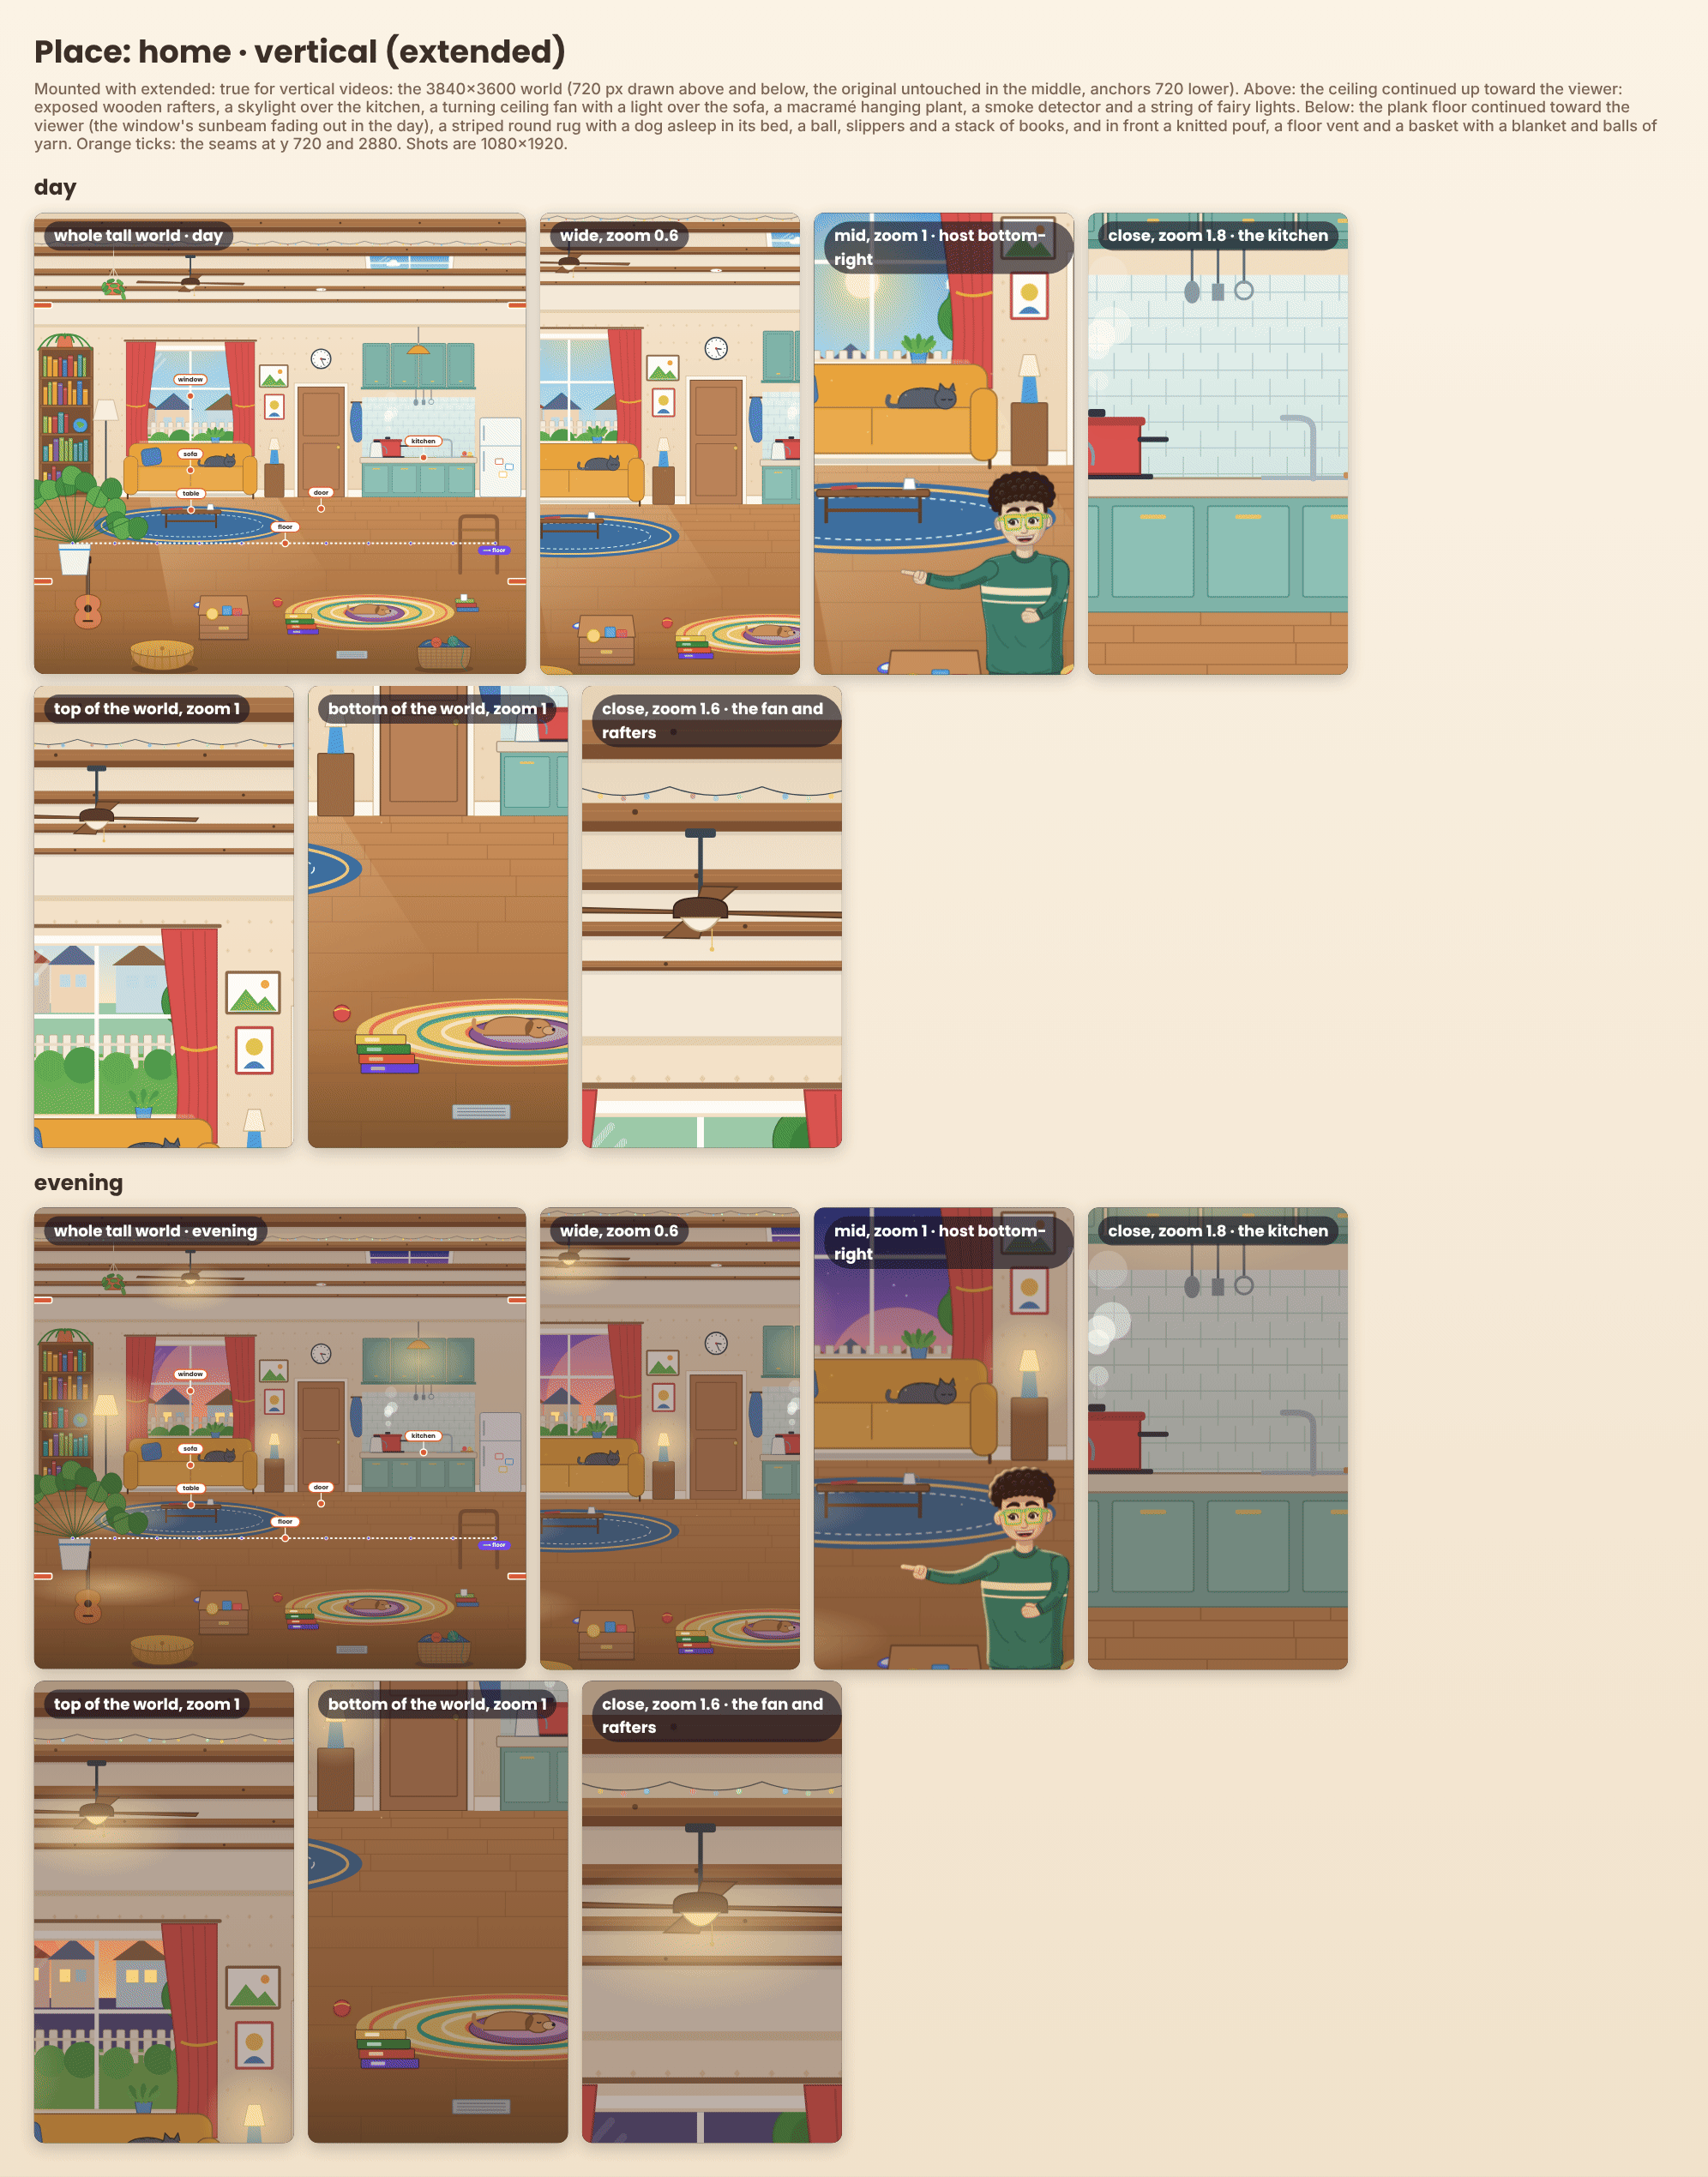 Place: home · vertical (extended)
Mounted with extended: true for vertical videos: the 3840×3600 world (720 px drawn above and below, the original untouched in the middle, anchors 720 lower). Above: the ceiling continued up toward the viewer:
exposed wooden rafters, a skylight over the kitchen, a turning ceiling fan with a light over the sofa, a macramé hanging plant, a smoke detector and a string of fairy lights. Below: the plank floor continued toward the
viewer (the window's sunbeam fading out in the day), a striped round rug with a dog asleep in its bed, a ball, slippers and a stack of books, and in front a knitted pouf, a floor vent and a basket with a blanket and balls of
yarn. Orange ticks: the seams at y 720 and 2880. Shots are 1080×1920.
day
whole tall world · day
window
sofa
kitchen
table
door
floor
⟶ floor
wide, zoom 0.6
mid, zoom 1 · host bottom-
right
close, zoom 1.8 · the kitchen
top of the world, zoom 1
bottom of the world, zoom 1
close, zoom 1.6 · the fan and
rafters
evening
whole tall world · evening
window
kitchen
sofa
table
door
floor
⟶ floor
wide, zoom 0.6
mid, zoom 1 · host bottom-
right
close, zoom 1.8 · the kitchen
top of the world, zoom 1
bottom of the world, zoom 1
close, zoom 1.6 · the fan and
rafters